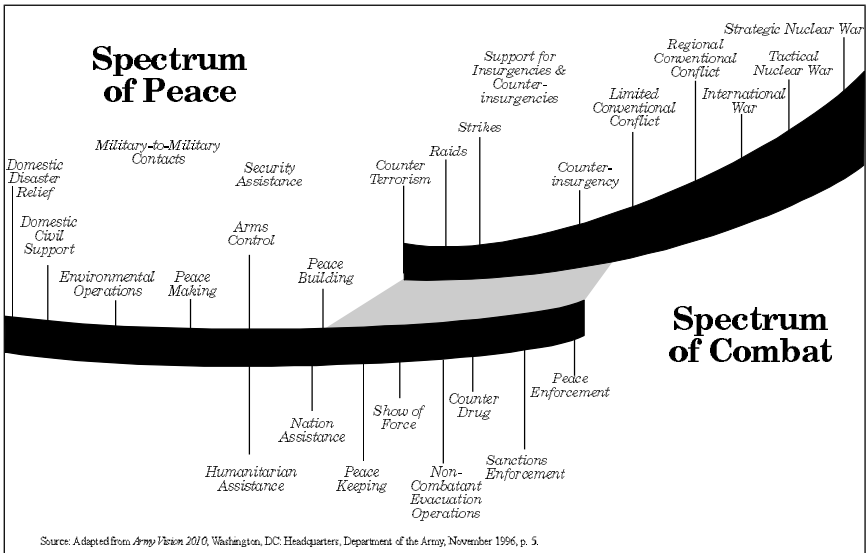 Spectrum
of Peace
Strategic Nuclear War
Regional
Conventional
Conflict
Tactical
Nuclear War
Support for
Insurgencies &
Counter-
insurgencies
Limited
Conventional
Conflict
International
War
Military-to-Military
Contacts
Strikes
Raids
Domestic
Disaster
Relief
Security
Assistance
Counter
Terrorism
Counter-
insurgency
Domestic
Civil
Support
Arms
Control
Environmental
Operations
Peace
Making
Peace
Building
Spectrum
of Combat
Peace
Enforcement
Counter
Drug
Show of
Force
Nation
Assistance
Sanctions
Enforcement
Humanitarian
Assistance
Peace
Keeping
Non-
Combatant
Evacuation
Operations
Source: Adapted from Army Vision 2010, Washington, DC: Headquarters, Department of the Army, November 1996, p. 5.